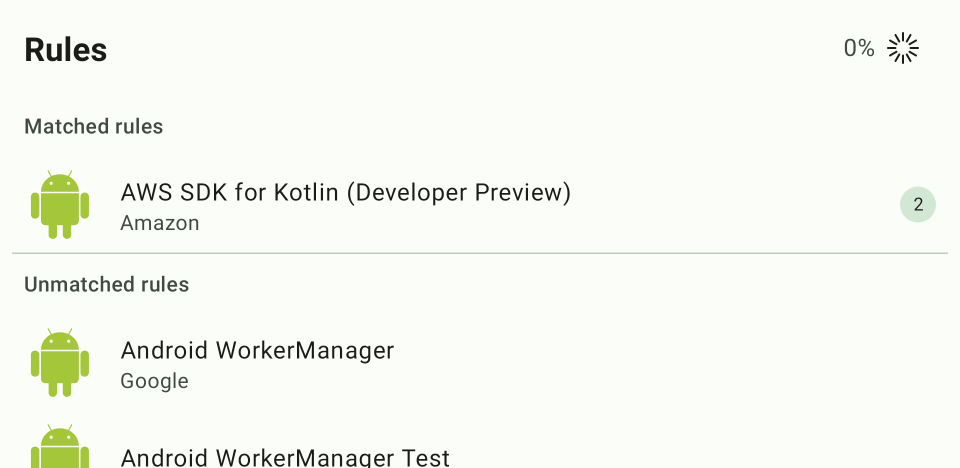 Rules
0%
Matched rules
AWS SDK for Kotlin (Developer Preview)
Amazon
2
Unmatched rules
Android WorkerManager
Google
Android WorkerManager Test